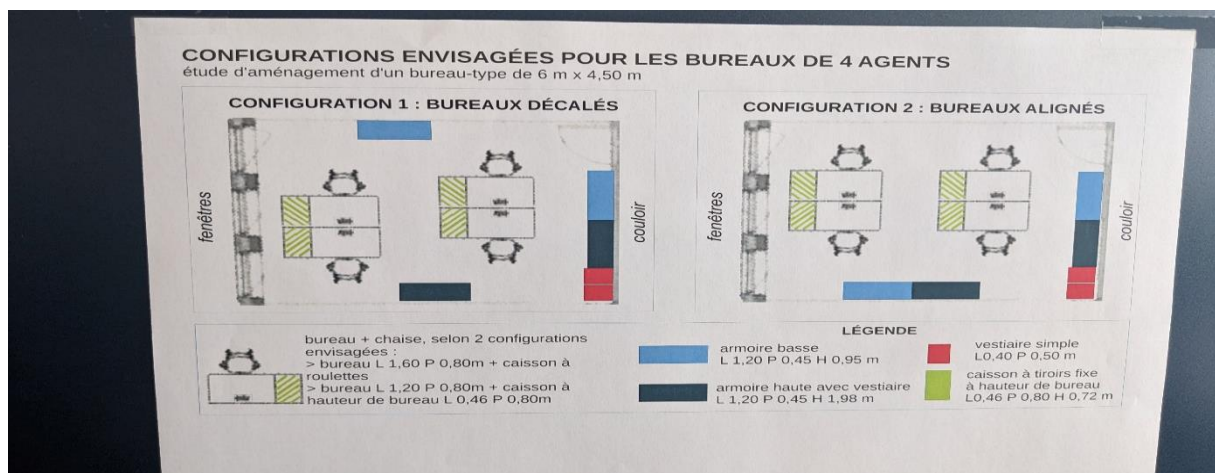 CONFIGURATIONS ENVISAGÉES POUR LES BUREAUX DE 4 AGENTS
étude d'aménagement d'un bureau-type de 6 m x 4,50 m
CONFIGURATION 1 : BUREAUX DÉCALÉS
fenêtres
couloir
CONFIGURATION 2 : BUREAUX ALIGNÉS
fenêtres
couloir
bureau + chaise, selon 2 configurations
envisagées :
> bureau L 1,60 P 0,80m + caisson à
roulettes
> bureau L 1,20 P 0,80m + caisson à
hauteur de bureau L 0,46 P 0,80m
LÉGENDE
armoire basse
L 1,20 P 0,45 H 0,95 m
armoire haute avec vestiaire
L 1,20 P 0,45 H 1,98 m
vestiaire simple
L0,40 P 0,50 m
caisson à tiroirs fixe
à hauteur de bureau
L0,46 P 0,80 H 0,72 m